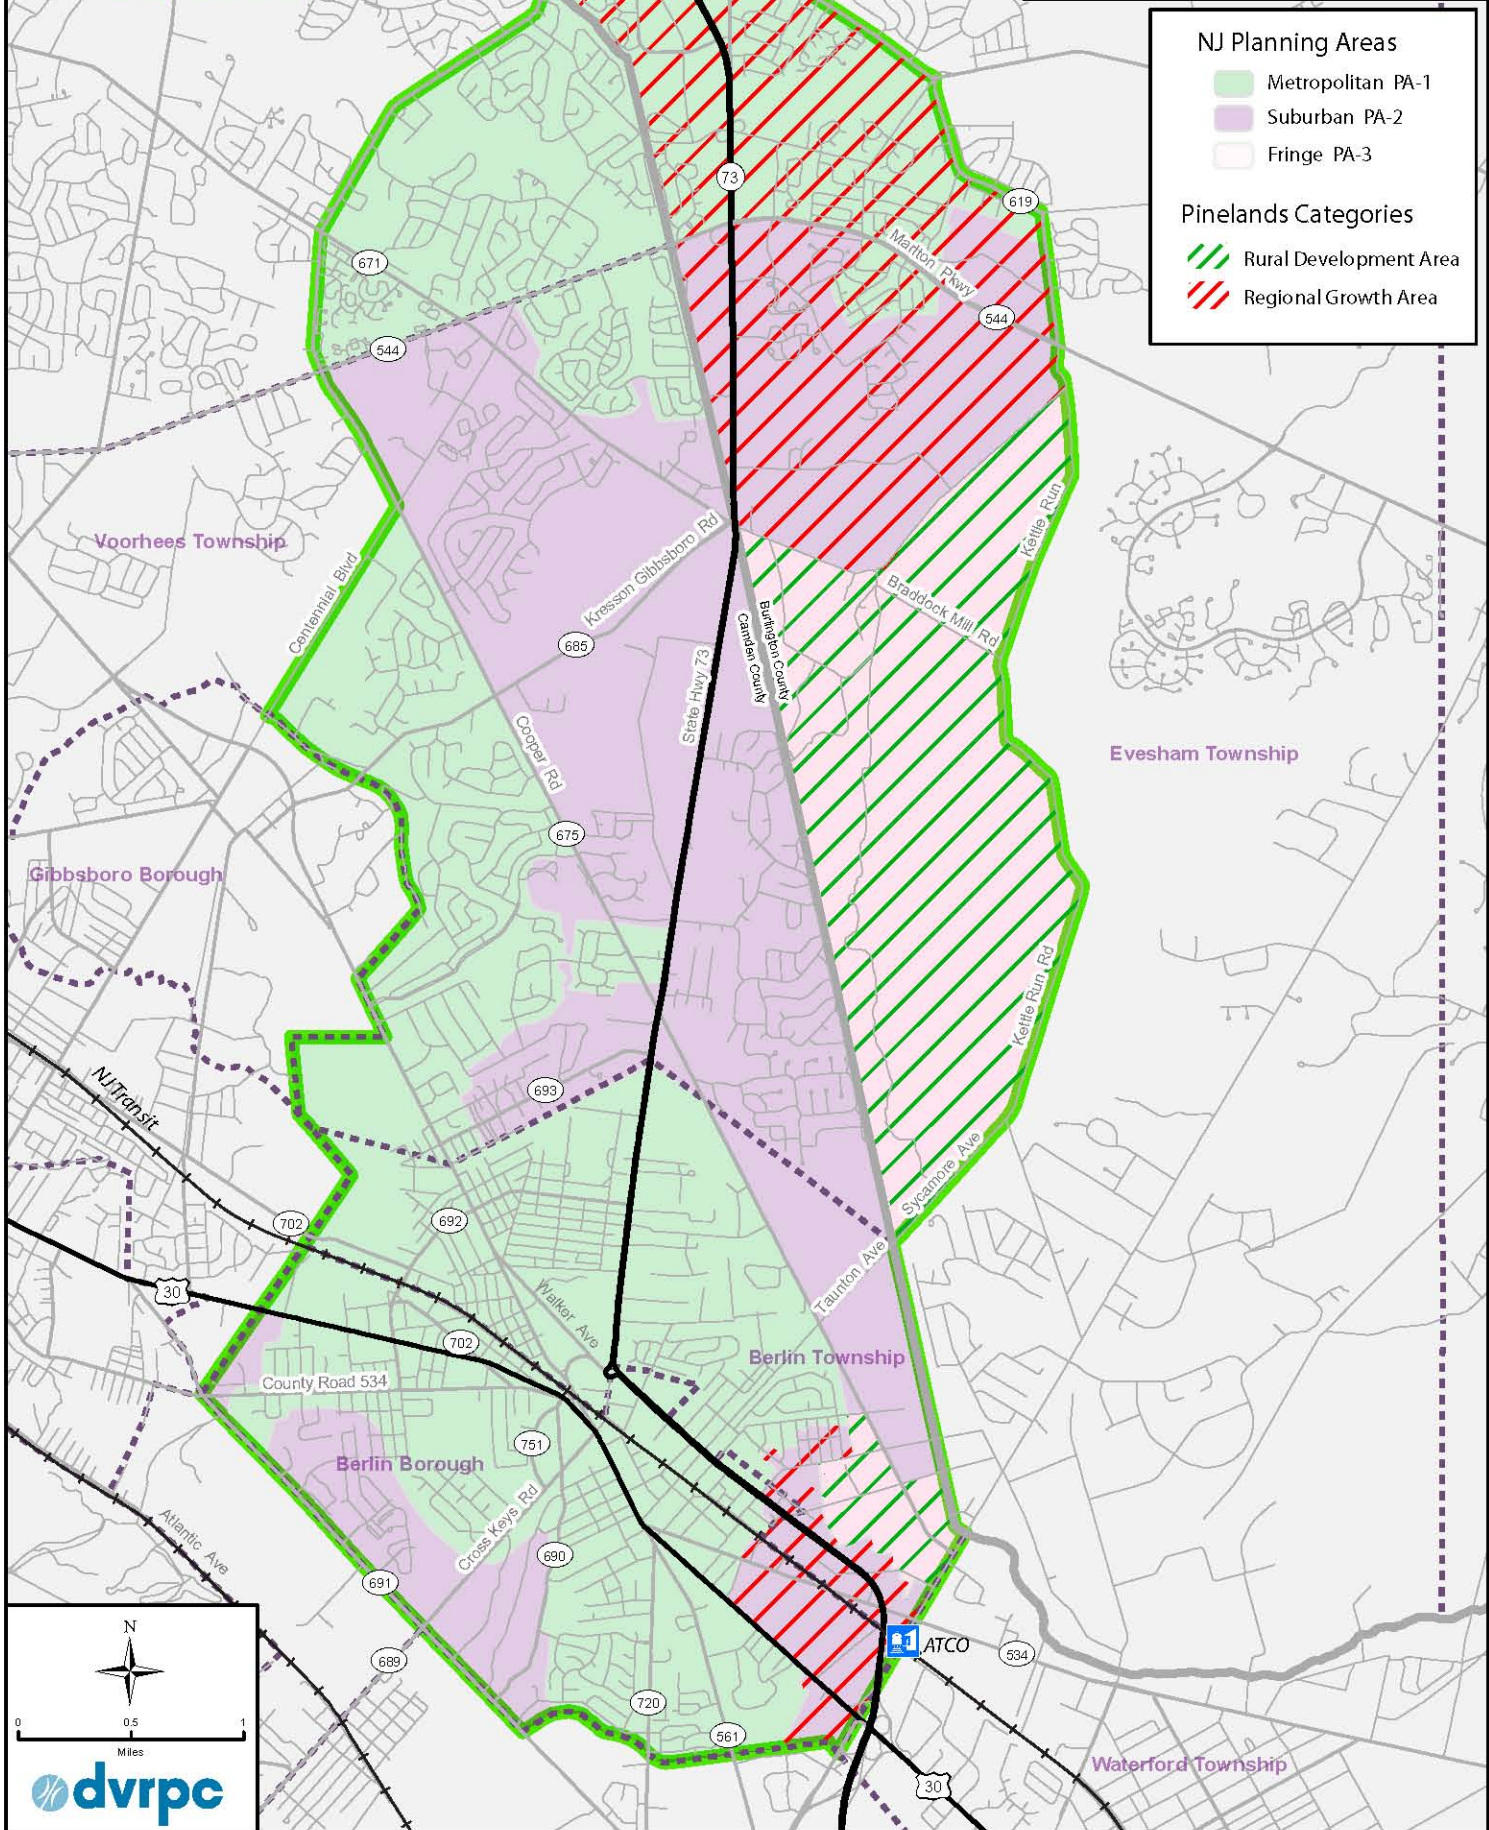 NJ Planning Areas
Metropolitan PA-1
Suburban PA-2
Fringe PA-3
Pinelands Categories
Rural Development Area
Regional Growth Area
73
619
671
Marlton Pkwy
544
544
Kettle Run
Voorhees Township
Centennial Blvd
Kresson Gibbsboro Rd
Braddock Mill Rd
Burlington County
Camden County
685
State Hwy 73
Cooper Rd
Evesham Township
675
Gibbsboro Borough
Kettle Run Rd
NJ Transit
693
Sycamore Ave
702
692
Taunton Ave
30
Walker Ave
702
Berlin Township
County Road 534
751
Berlin Borough
Cross Keys Rd
Atlantic Ave
690
691
ATCO
534
689
720
561
Waterford Township
30
N
0 0.5 1
Miles
dvrpc